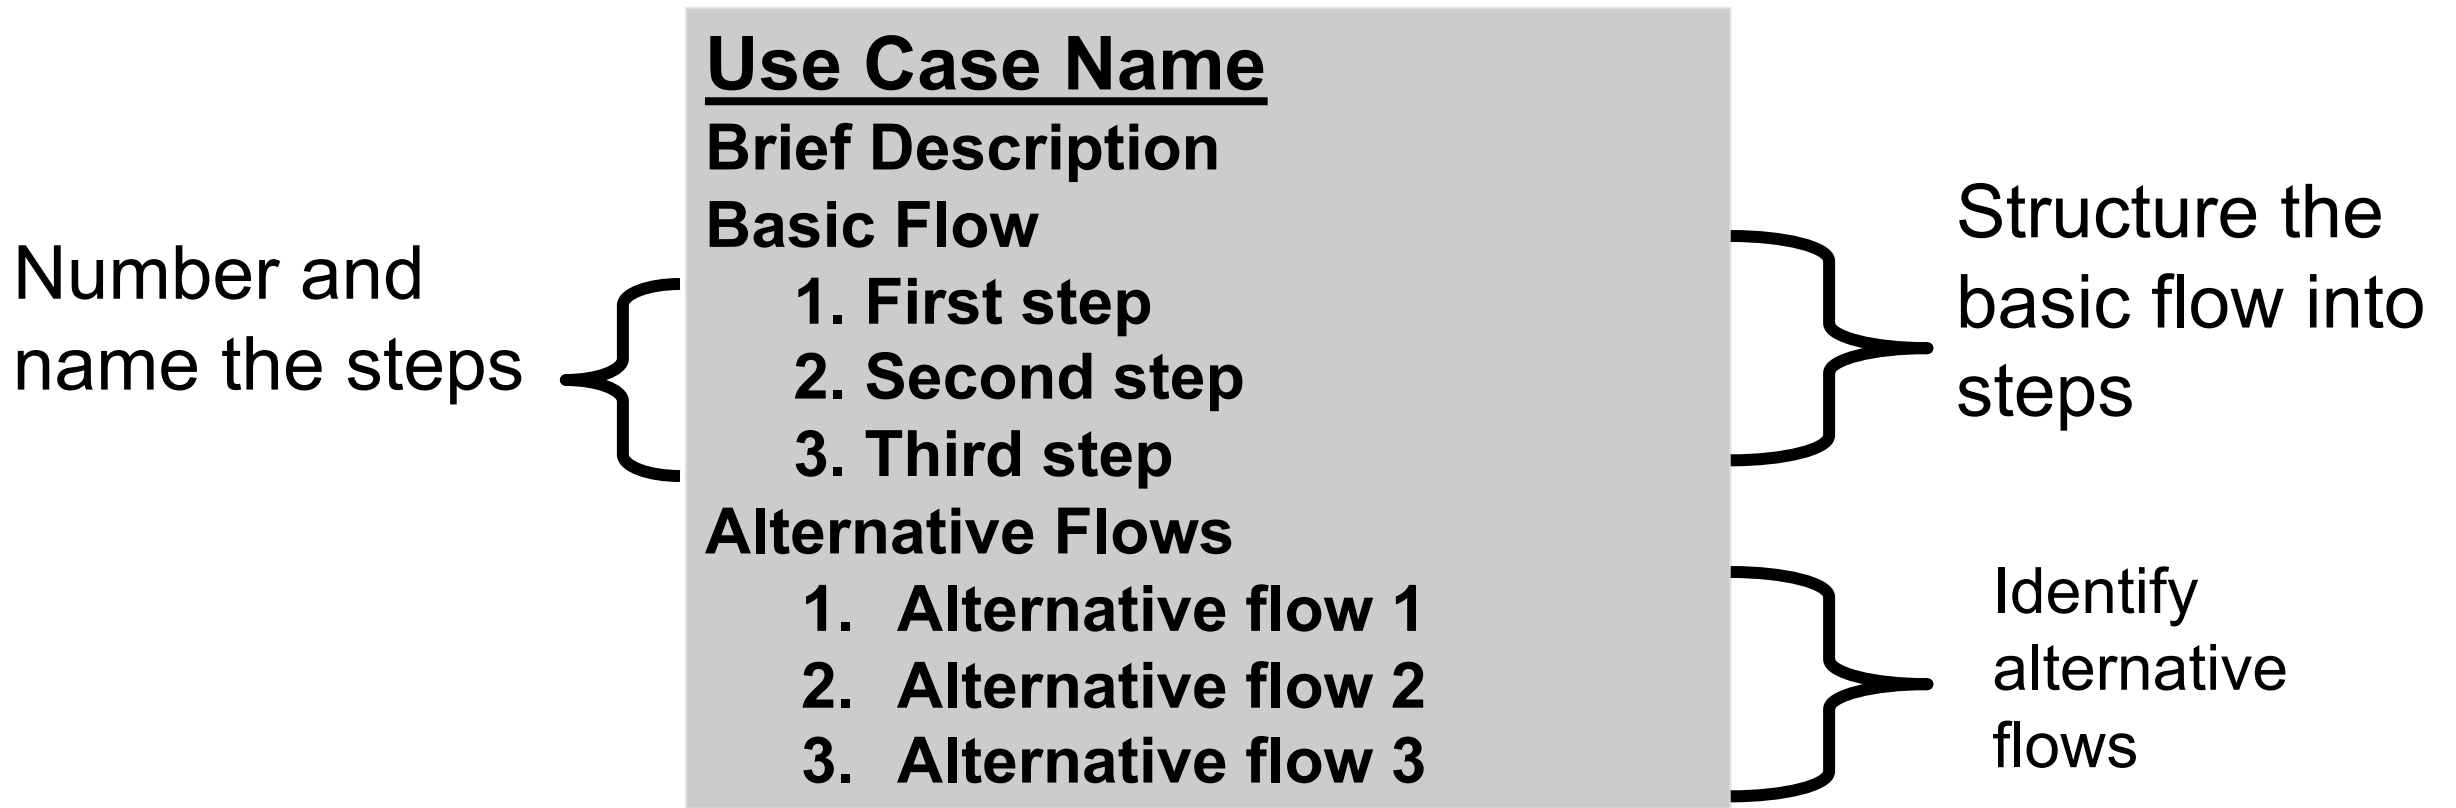 Number and
name the steps
Use Case Name
Brief Description
Basic Flow
1. First step
2. Second step
3. Third step
Alternative Flows
1. Alternative flow 1
2. Alternative flow 2
3. Alternative flow 3
Structure the
basic flow into
steps
Identify
alternative
flows